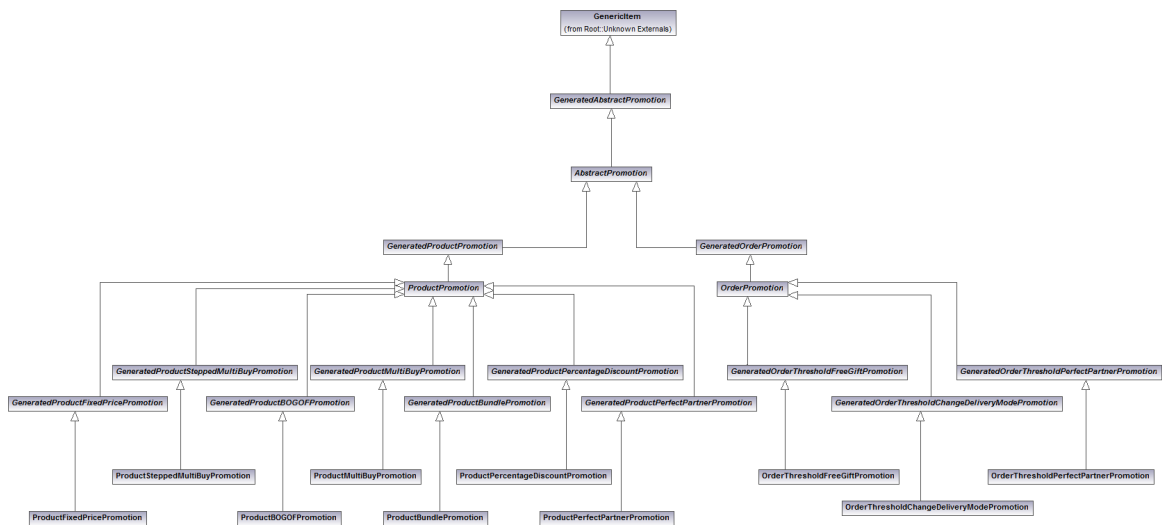 GenericItem
(from Root::Unknown Externals)
GeneratedAbstractPromotion
AbstractPromotion
GeneratedProductPromotion
GeneratedOrderPromotion
ProductPromotion
OrderPromotion
GeneratedProductSteppedMultiBuyPromotion
GeneratedProductMultiBuyPromotion
GeneratedProductPercentageDiscountPromotion
GeneratedOrderThresholdFreeGiftPromotion
GeneratedOrderThresholdPerfectPartnerPromotion
GeneratedProductFixedPricePromotion
GeneratedProductBOGOFPromotion
GeneratedProductBundlePromotion
GeneratedProductPerfectPartnerPromotion
GeneratedOrderThresholdChangeDeliveryModePromotion
ProductSteppedMultiBuyPromotion
ProductMultiBuyPromotion
ProductPercentageDiscountPromotion
OrderThresholdFreeGiftPromotion
OrderThresholdPerfectPartnerPromotion
ProductFixedPricePromotion
ProductBOGOFPromotion
ProductBundlePromotion
ProductPerfectPartnerPromotion
OrderThresholdChangeDeliveryModePromotion